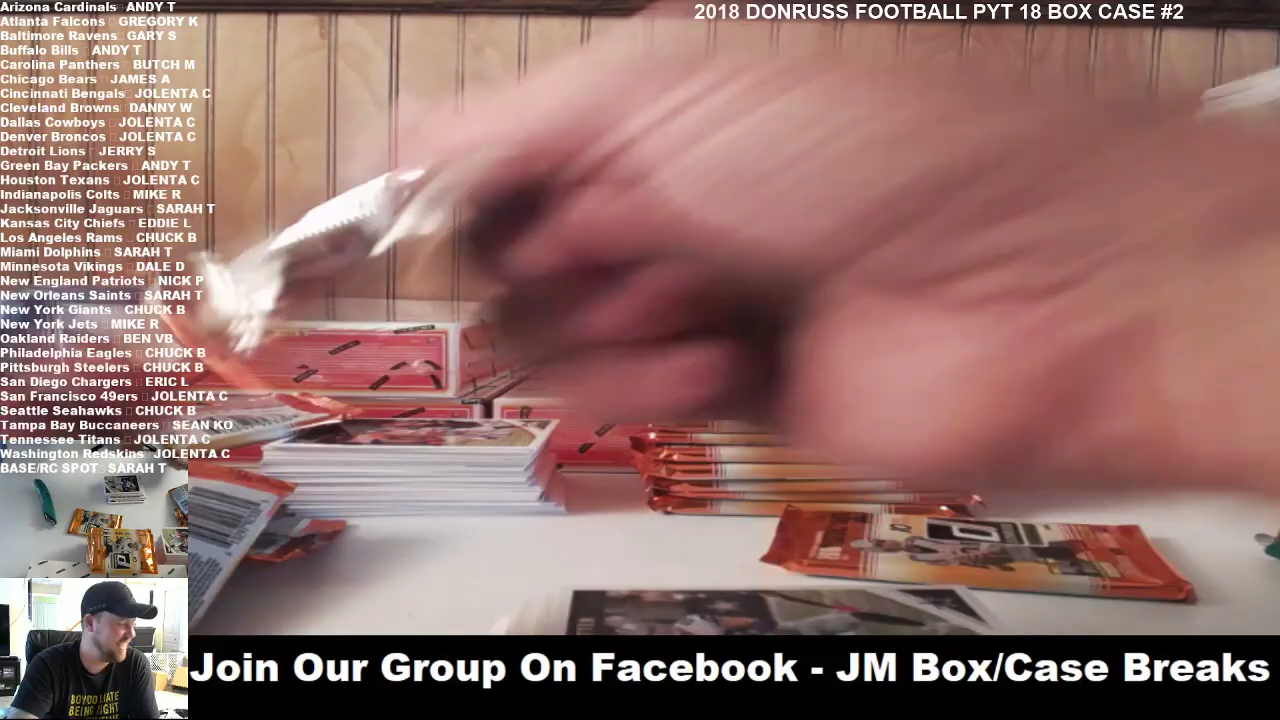 2018 DONRUSS FOOTBALL PYT 18 BOX CASE #2
Arizona Cardinals ANDY T
Atlanta Falcons GREGORY K
Baltimore Ravens GARY S
Buffalo Bills ANDY T
Carolina Panthers BUTCH M
Chicago Bears JAMES A
Cincinnati Bengals JOLENTA C
Cleveland Browns DANNY W
Dallas Cowboys JOLENTA C
Denver Broncos JOLENTA C
Detroit Lions JERRY S
Green Bay Packers ANDY T
Houston Texans JOLENTA C
Indianapolis Colts MIKE R
Jacksonville Jaguars SARAH T
Kansas City Chiefs EDDIE L
Los Angeles Rams CHUCK B
Miami Dolphins SARAH T
Minnesota Vikings DALE D
New England Patriots NICK P
New Orleans Saints SARAH T
New York Giants CHUCK B
New York Jets MIKE R
Oakland Raiders BEN VB
Philadelphia Eagles CHUCK B
Pittsburgh Steelers CHUCK B
San Diego Chargers ERIC L
San Francisco 49ers JOLENTA C
Seattle Seahawks CHUCK B
Tampa Bay Buccaneers SEAN KO
Tennessee Titans JOLENTA C
Washington Redskins JOLENTA C
BASE/RC SPOT SARAH T
Join Our Group On Facebook - JM Box/Case Breaks